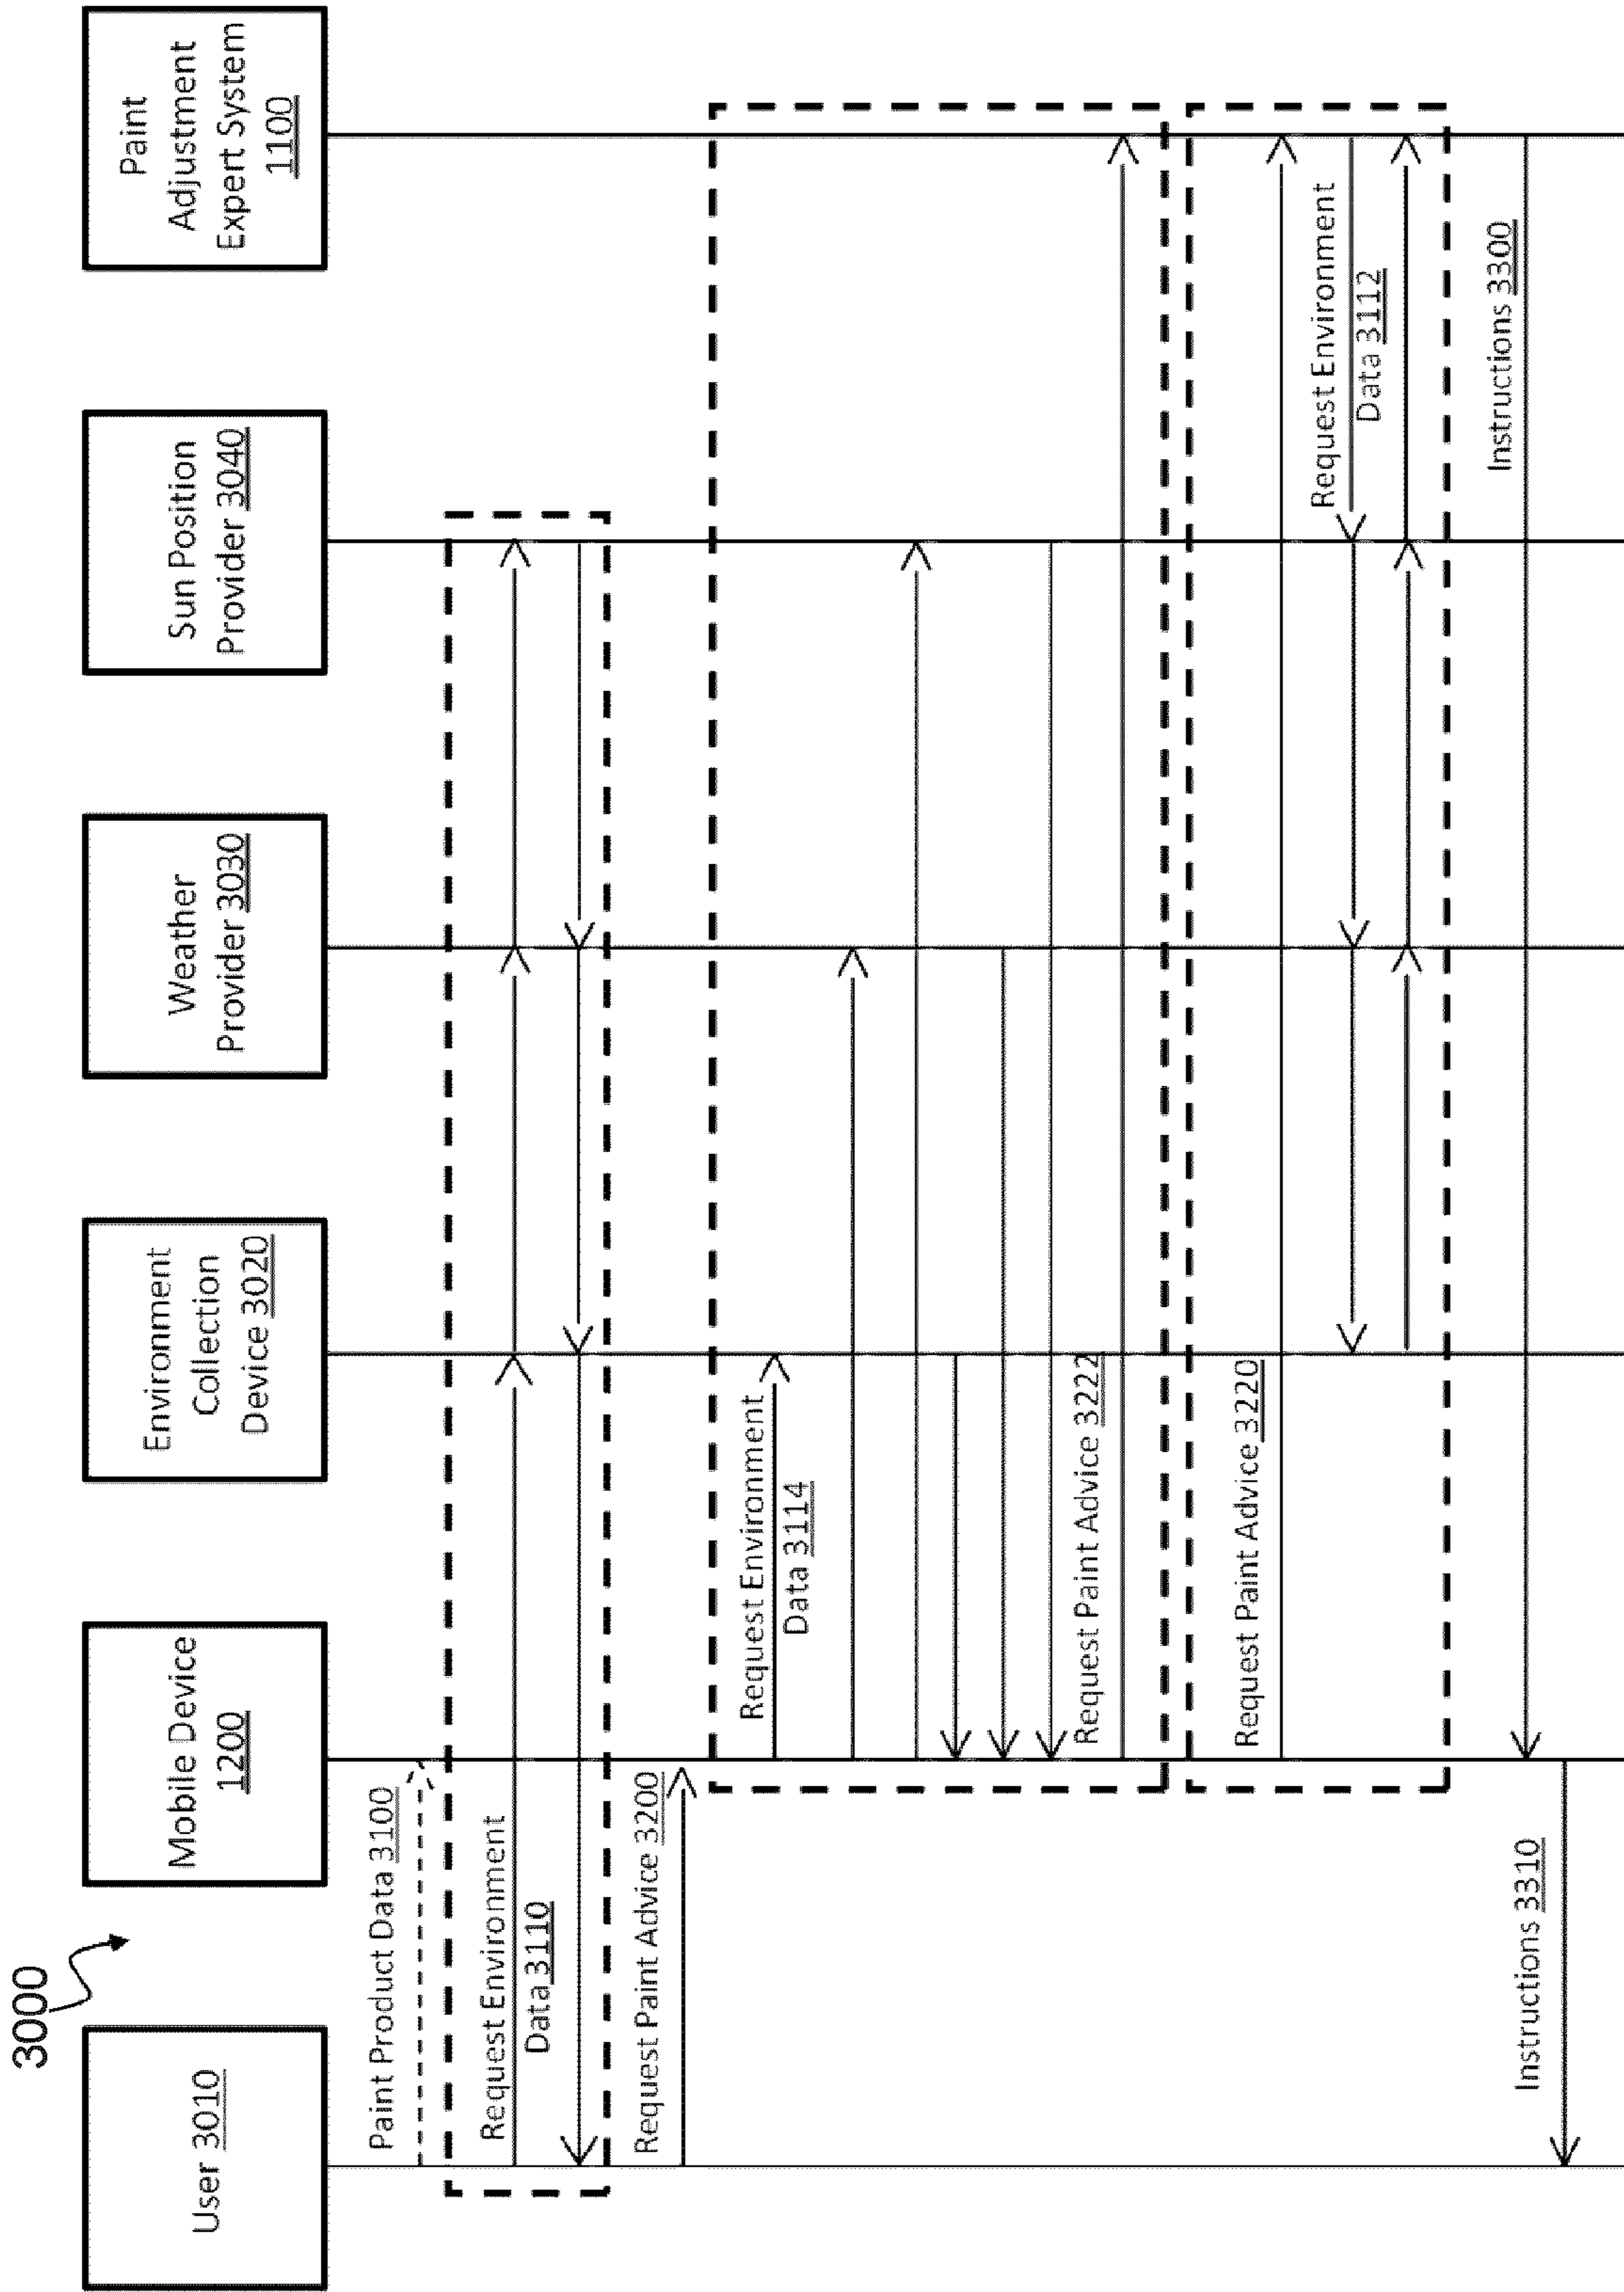 3000
User 3010
Mobile Device
1200
Environment
Collection
Device 3020
Weather
Provider 3030
Sun Position
Provider 3040
Paint
Adjustment
Expert System
1100
Paint Product Data 3100
Request Environment
Data 3110
Request Paint Advice 3200
Request Environment
Data 3114
Request Paint Advice 3222
Request Paint Advice 3220
Request Environment
Data 3112
Instructions 3300
Instructions 3310